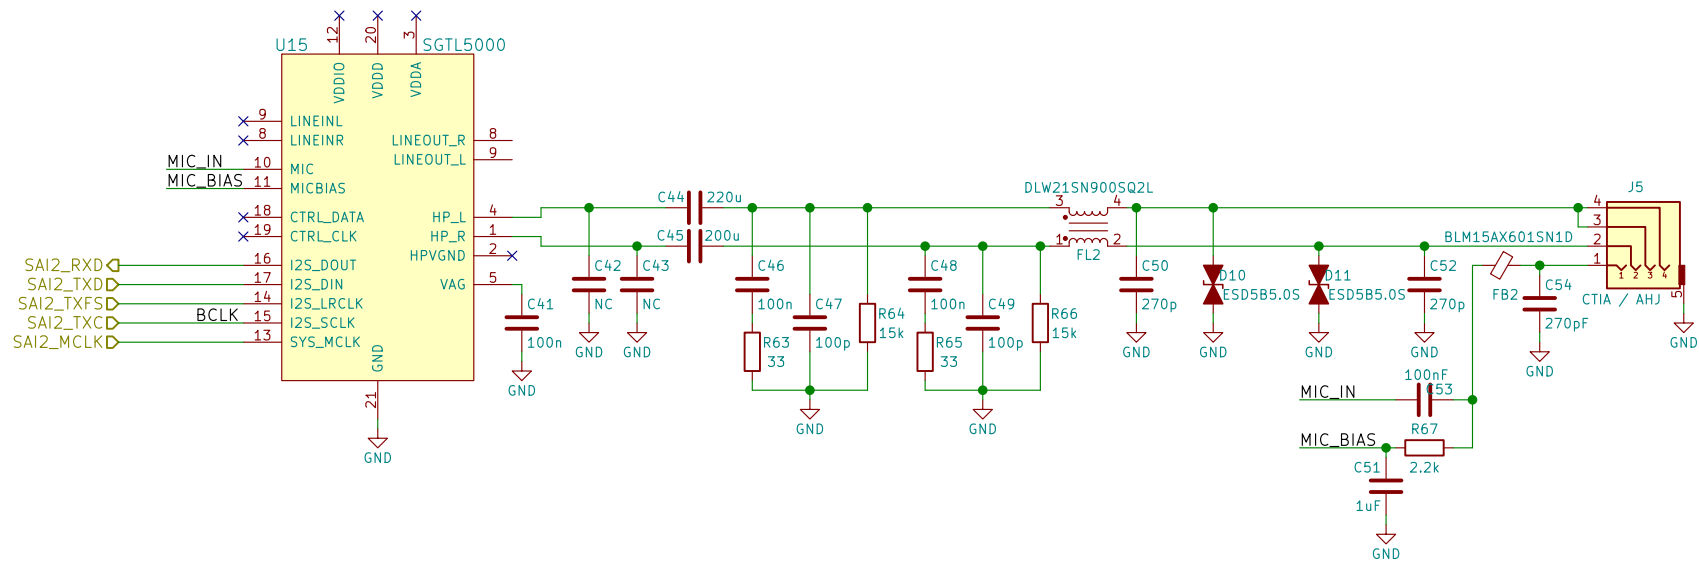 12
20
3
U15
SGTL5000
VDDIO
VDDD
VDDA
9
LINEINL
8
LINEINR
LINEOUT_R
8
LINEOUT_L
9
MIC_IN
10
MIC
MIC_BIAS
11
MICBIAS
18
CTRL_DATA
HP_L
4
19
CTRL_CLK
HP_R
1
HPVGND
2
SAI2_RXD
16
I2S_DOUT
SAI2_TXD
17
I2S_DIN
VAG
5
SAI2_TXFS
14
I2S_LRCLK
SAI2_TXC
BCLK
15
I2S_SCLK
SAI2_MCLK
13
SYS_MCLK
GND
21
GND
C41
100n
GND
C42
NC
GND
C43
NC
GND
C44
220u
C45
200u
C46
100n
R63
33
C47
100p
R64
15k
GND
C48
100n
R65
33
C49
100p
R66
15k
GND
DLW21SN900SQ2L
3
4
1
2
FL2
C50
270p
GND
D10
ESD5B5.0S
GND
D11
ESD5B5.0S
GND
C52
270p
GND
BLM15AX601SN1D
FB2
C54
270pF
GND
J5
4
3
2
1
1
2
3
4
5
CTIA / AHJ
GND
100nF
C53
MIC_IN
R67
2.2k
MIC_BIAS
C51
1uF
GND